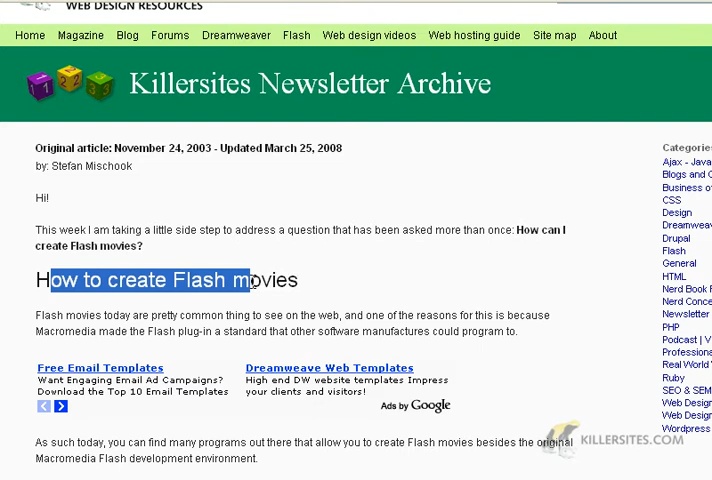 WEB DESIGN RESOURCES
Home Magazine Blog Forums Dreamweaver Flash Web design videos Web hosting guide Site map About
1 1 2 2 3 3
Killersites Newsletter Archive
Original article: November 24, 2003 - Updated March 25, 2008
by: Stefan Mischook
Hi!
This week I am taking a little side step to address a question that has been asked more than once: How can I
create Flash movies?
How to create Flash movies
Flash movies today are pretty common thing to see on the web, and one of the reasons for this is because
Macromedia made the Flash plug-in a standard that other software manufactures could program to.
Free Email Templates
Want Engaging Email Ad Campaigns?
Download the Top 10 Email Templates
Dreamweave Web Templates
High end DW website templates Impress
your clients and visitors!
Ads by Google
As such today, you can find many programs out there that allow you to create Flash movies besides the original
Macromedia Flash development environment.
Categories
Ajax - Java
Blogs and C
Business o
CSS
Design
Dreamweav
Drupal
Flash
General
HTML
Nerd Book F
Nerd Conce
Newsletter
PHP
Podcast | V
Professiona
Real World
Ruby
SEO & SEM
Web Desig
Web Design
Wordpress
KILLERSITES.COM